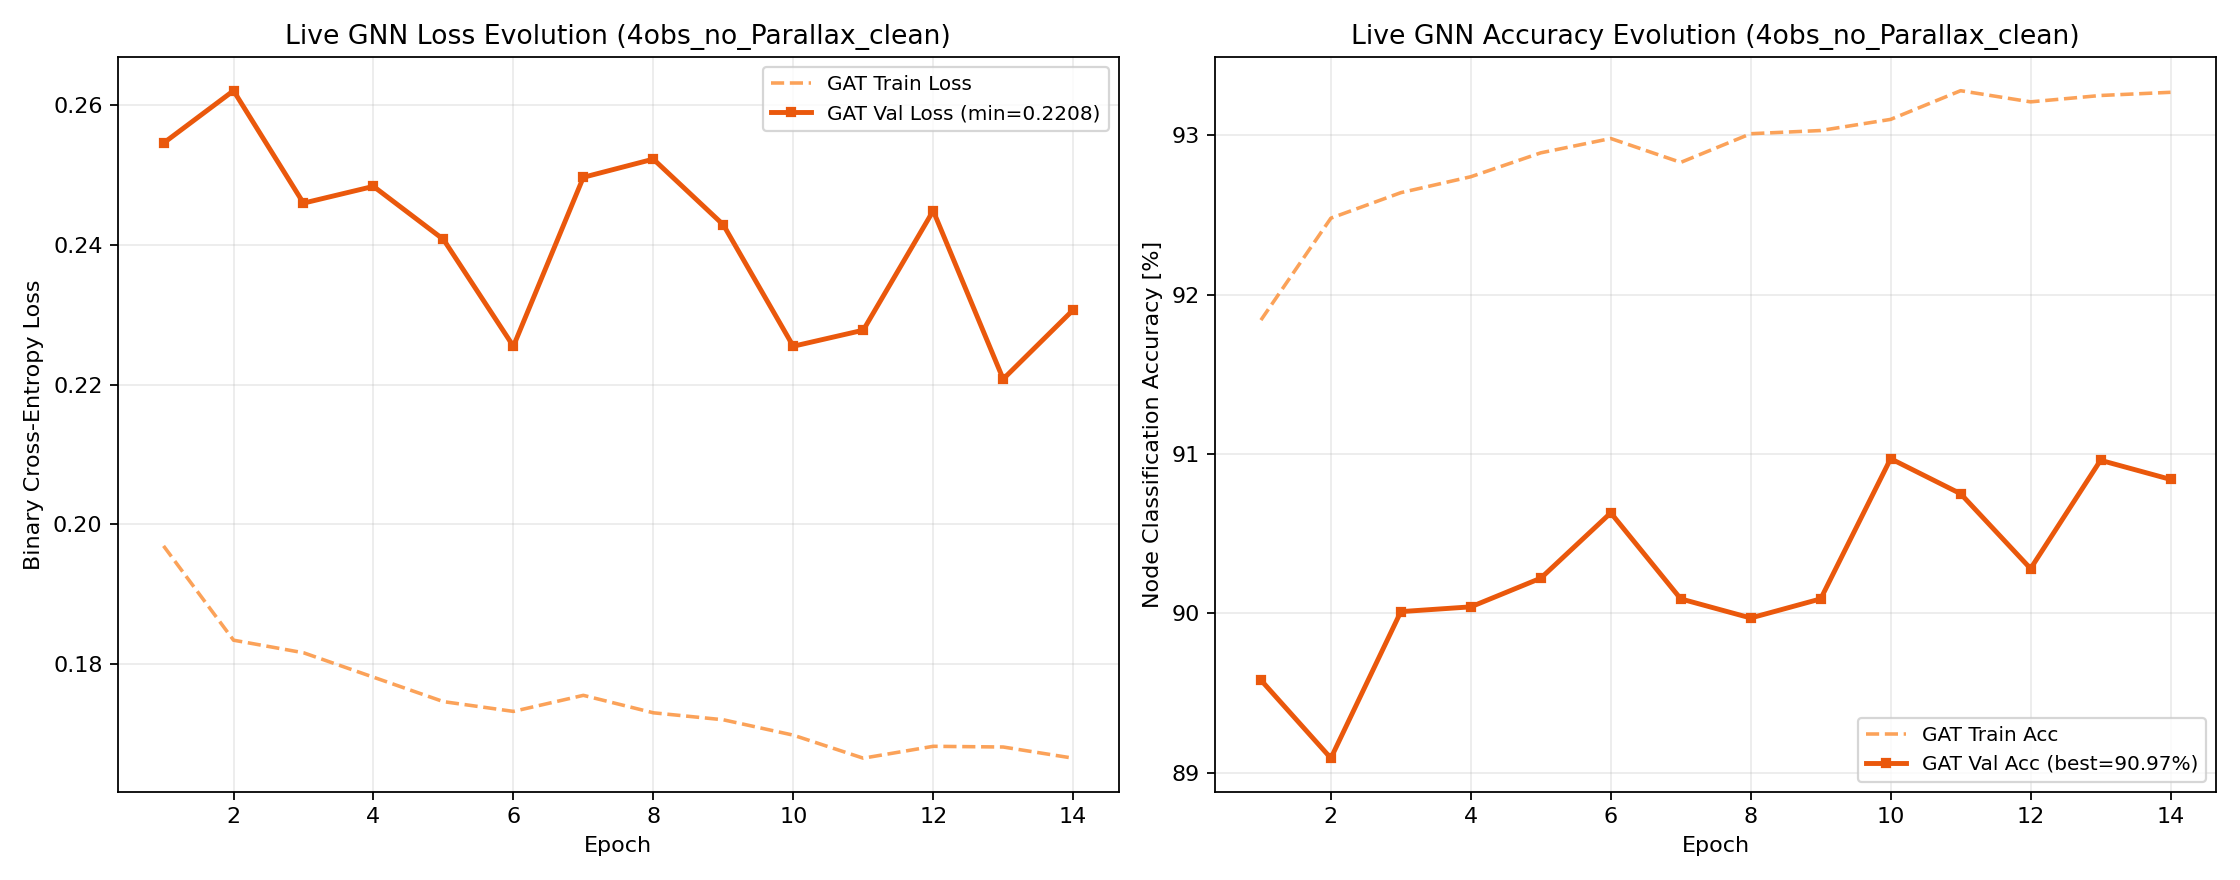 Live GNN Loss Evolution (4obs_no_Parallax_clean)
GAT Train Loss
GAT Val Loss (min=0.2208)
Binary Cross-Entropy Loss
0.26
0.24
0.22
0.20
0.18
2 4 6 8 10 12 14
Epoch
Live GNN Accuracy Evolution (4obs_no_Parallax_clean)
Node Classification Accuracy [%]
93
92
91
90
89
GAT Train Acc
GAT Val Acc (best=90.97%)
2 4 6 8 10 12 14
Epoch